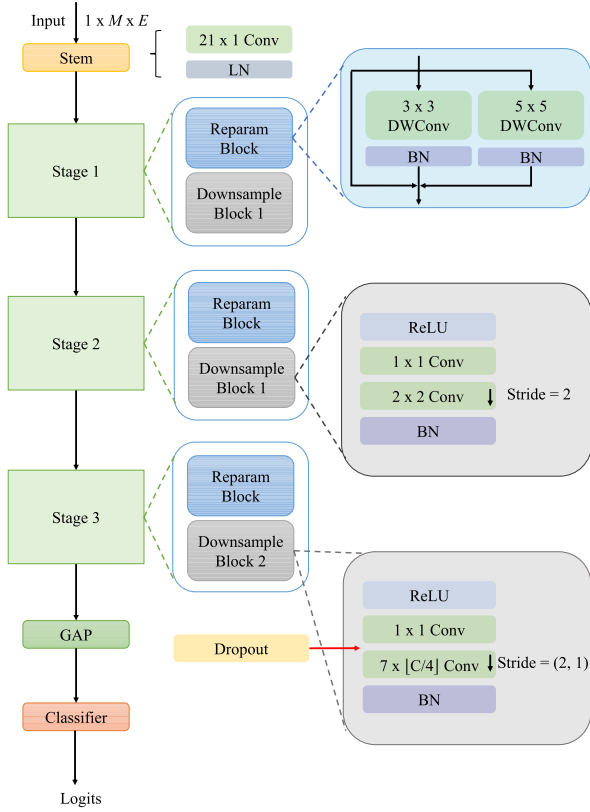 Input
1 x M x E
Stem
21 x 1 Conv
LN
Stage 1
Reparam
Block
Downsample
Block 1
3 x 3
DWConv
5 x 5
DWConv
BN
BN
Stage 2
Reparam
Block
Downsample
Block 1
ReLU
1 x 1 Conv
2 x 2 Conv
Stride = 2
BN
Stage 3
Reparam
Block
Downsample
Block 2
ReLU
1 x 1 Conv
7 x ⌊C/4⌋ Conv
Stride = (2, 1)
BN
Dropout
GAP
Classifier
Logits